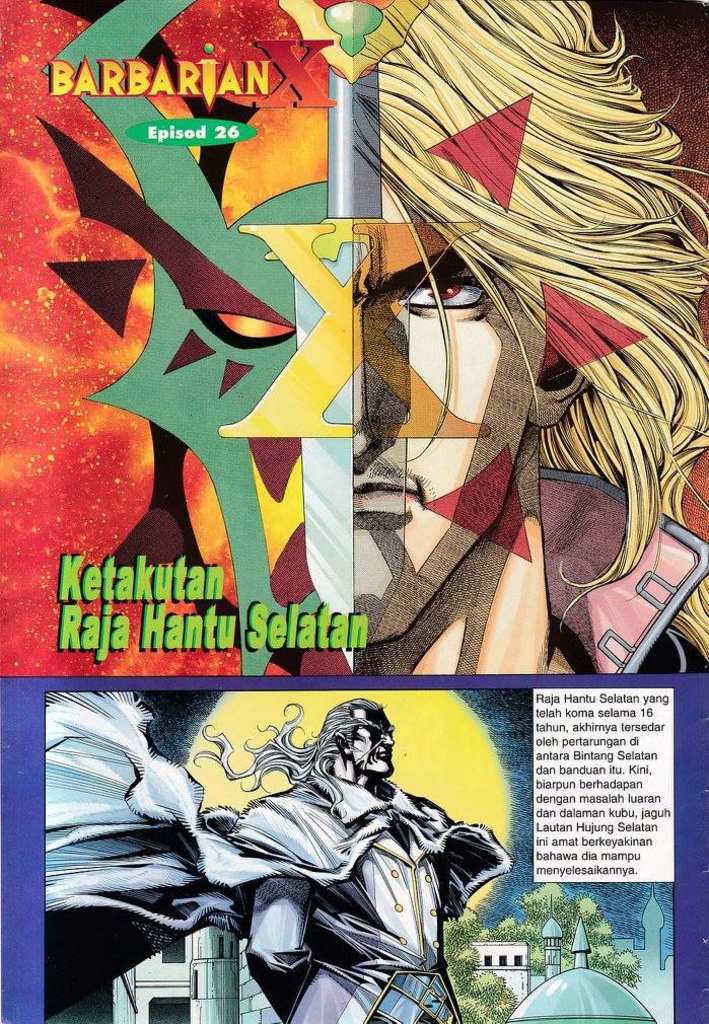 BARBARIAN X
Episod 26
X
Ketakutan
Raja Hantu Selatan
Raja Hantu Selatan yang
telah koma selama 16
tahun, akhirnya tersedar
oleh pertarungan di
antara Bintang Selatan
dan banduan itu. Kini,
biarpun berhadapan
dengan masalah luaran
dan dalaman kubu, jaguh
Lautan Hujung Selatan
ini amat berkeyakinan
bahawa dia mampu
menyelesaikannya.